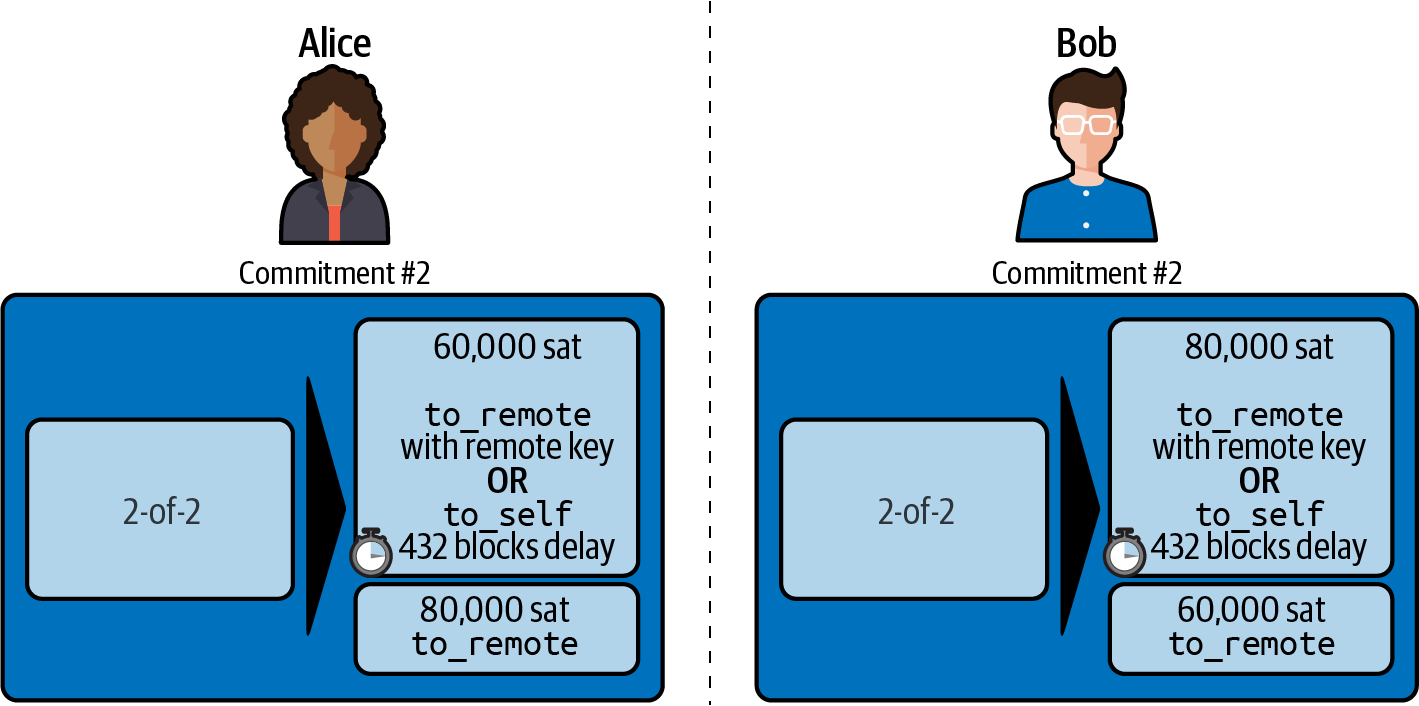 Alice
Commitment #2
2-of-2
60,000 sat
to_remote
with remote key
OR
to_self
432 blocks delay
80,000 sat
to_remote
Bob
Commitment #2
2-of-2
80,000 sat
to_remote
with remote key
OR
to_self
432 blocks delay
60,000 sat
to_remote